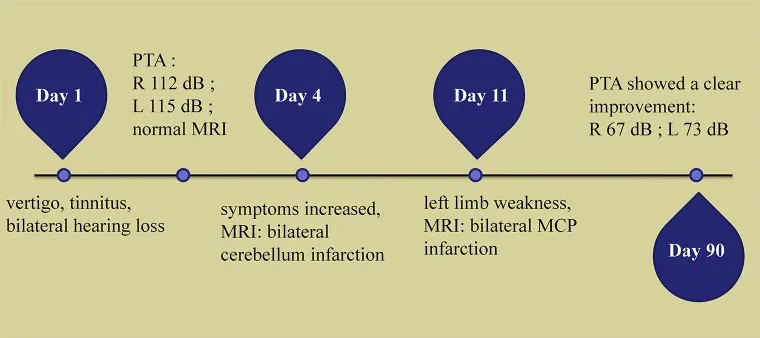 Day 1
vertigo, tinnitus,
bilateral hearing loss
PTA :
R 112 dB ;
L 115 dB ;
normal MRI
Day 4
symptoms increased,
MRI: bilateral
cerebellum infarction
Day 11
left limb weakness,
MRI: bilateral MCP
infarction
PTA showed a clear
improvement:
R 67 dB ; L 73 dB
Day 90